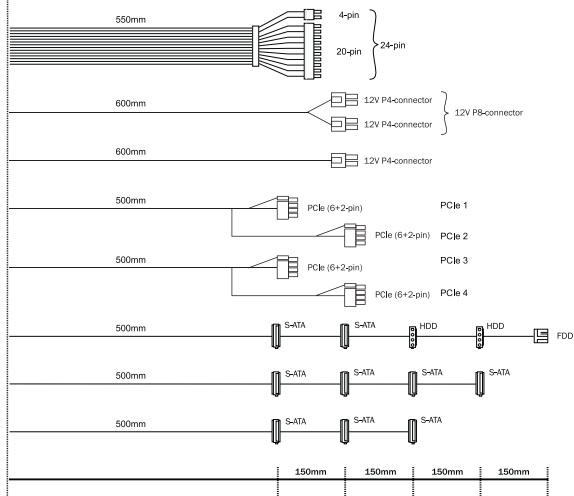 550mm
4-pin
20-pin
24-pin
600mm
12V P4-connector
12V P4-connector
12V P8-connector
600mm
12V P4-connector
500mm
PCIe (6+2-pin)
PCIe 1
PCIe (6+2-pin)
PCIe 2
500mm
PCIe (6+2-pin)
PCIe 3
PCIe (6+2-pin)
PCIe 4
500mm
S-ATA
S-ATA
HDD
HDD
FDD
500mm
S-ATA
S-ATA
S-ATA
S-ATA
500mm
S-ATA
S-ATA
S-ATA
150mm
150mm
150mm
150mm